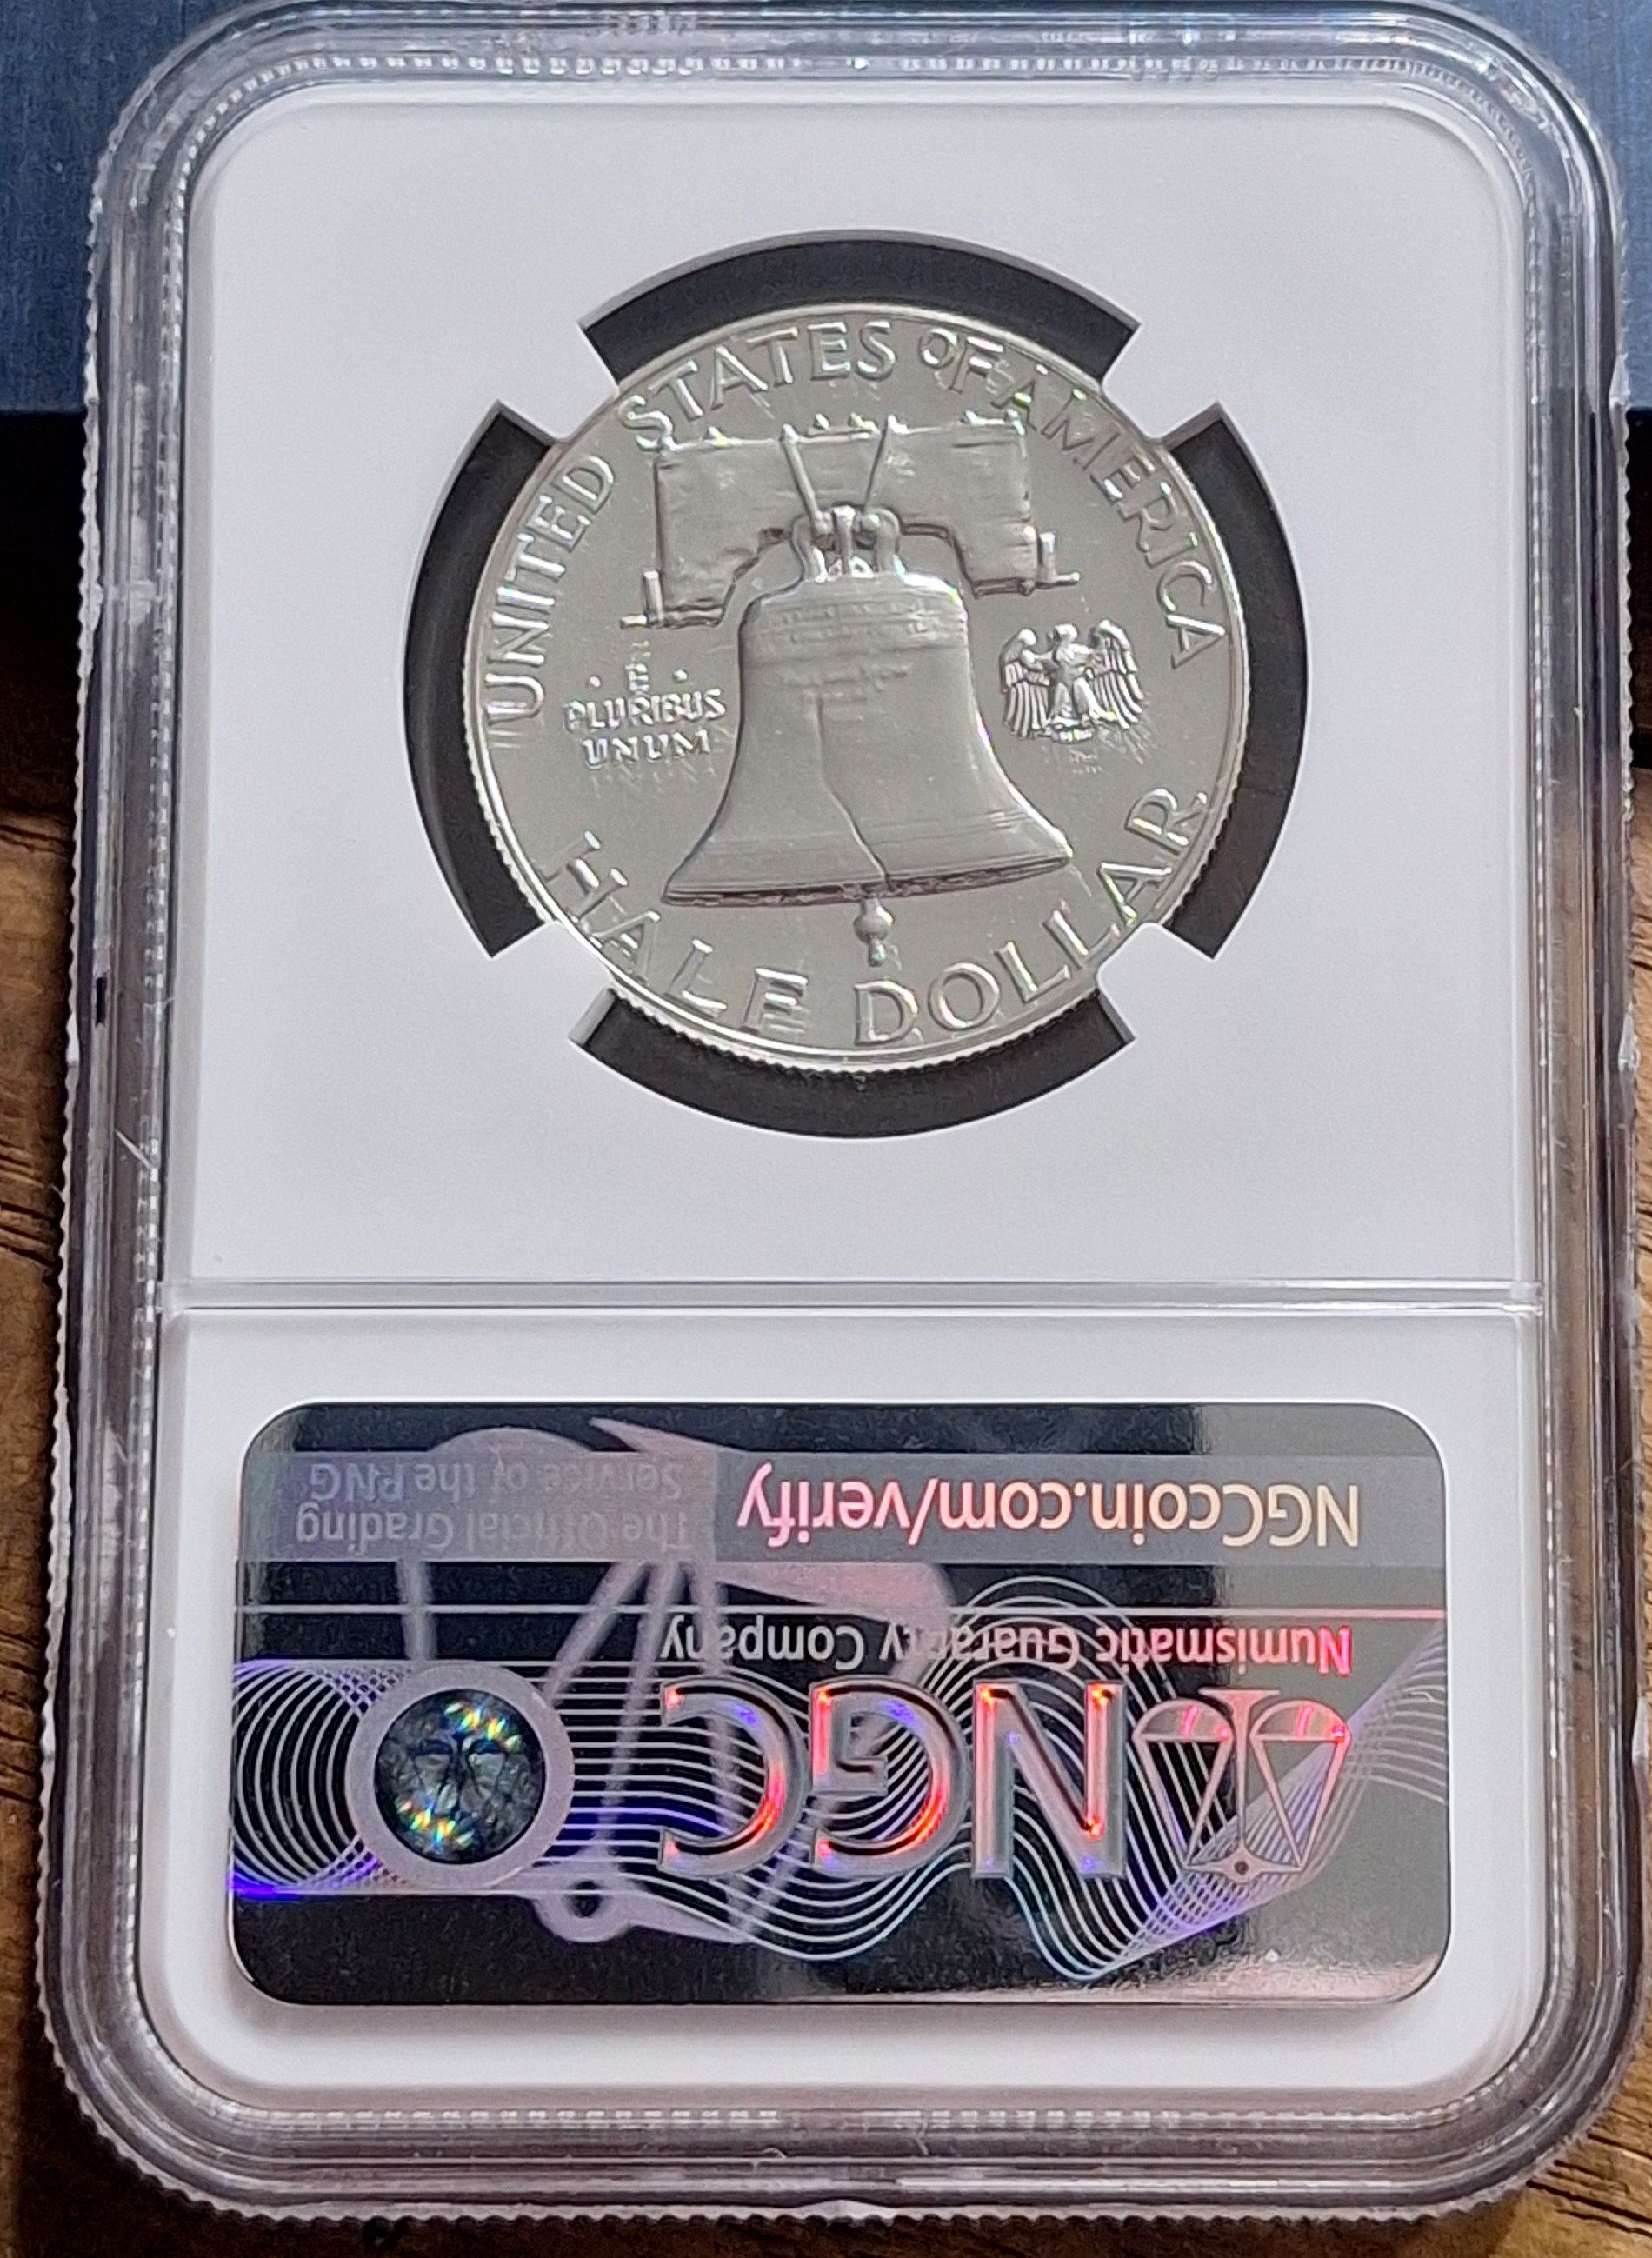 UNITED STATES OF AMERICA
E
PLURIBUS
UNUM
HALF DOLLAR
NGC
Numismatic Guaranty Company
NGCcoin.com/verify
The Official Grading
Service of the PNG